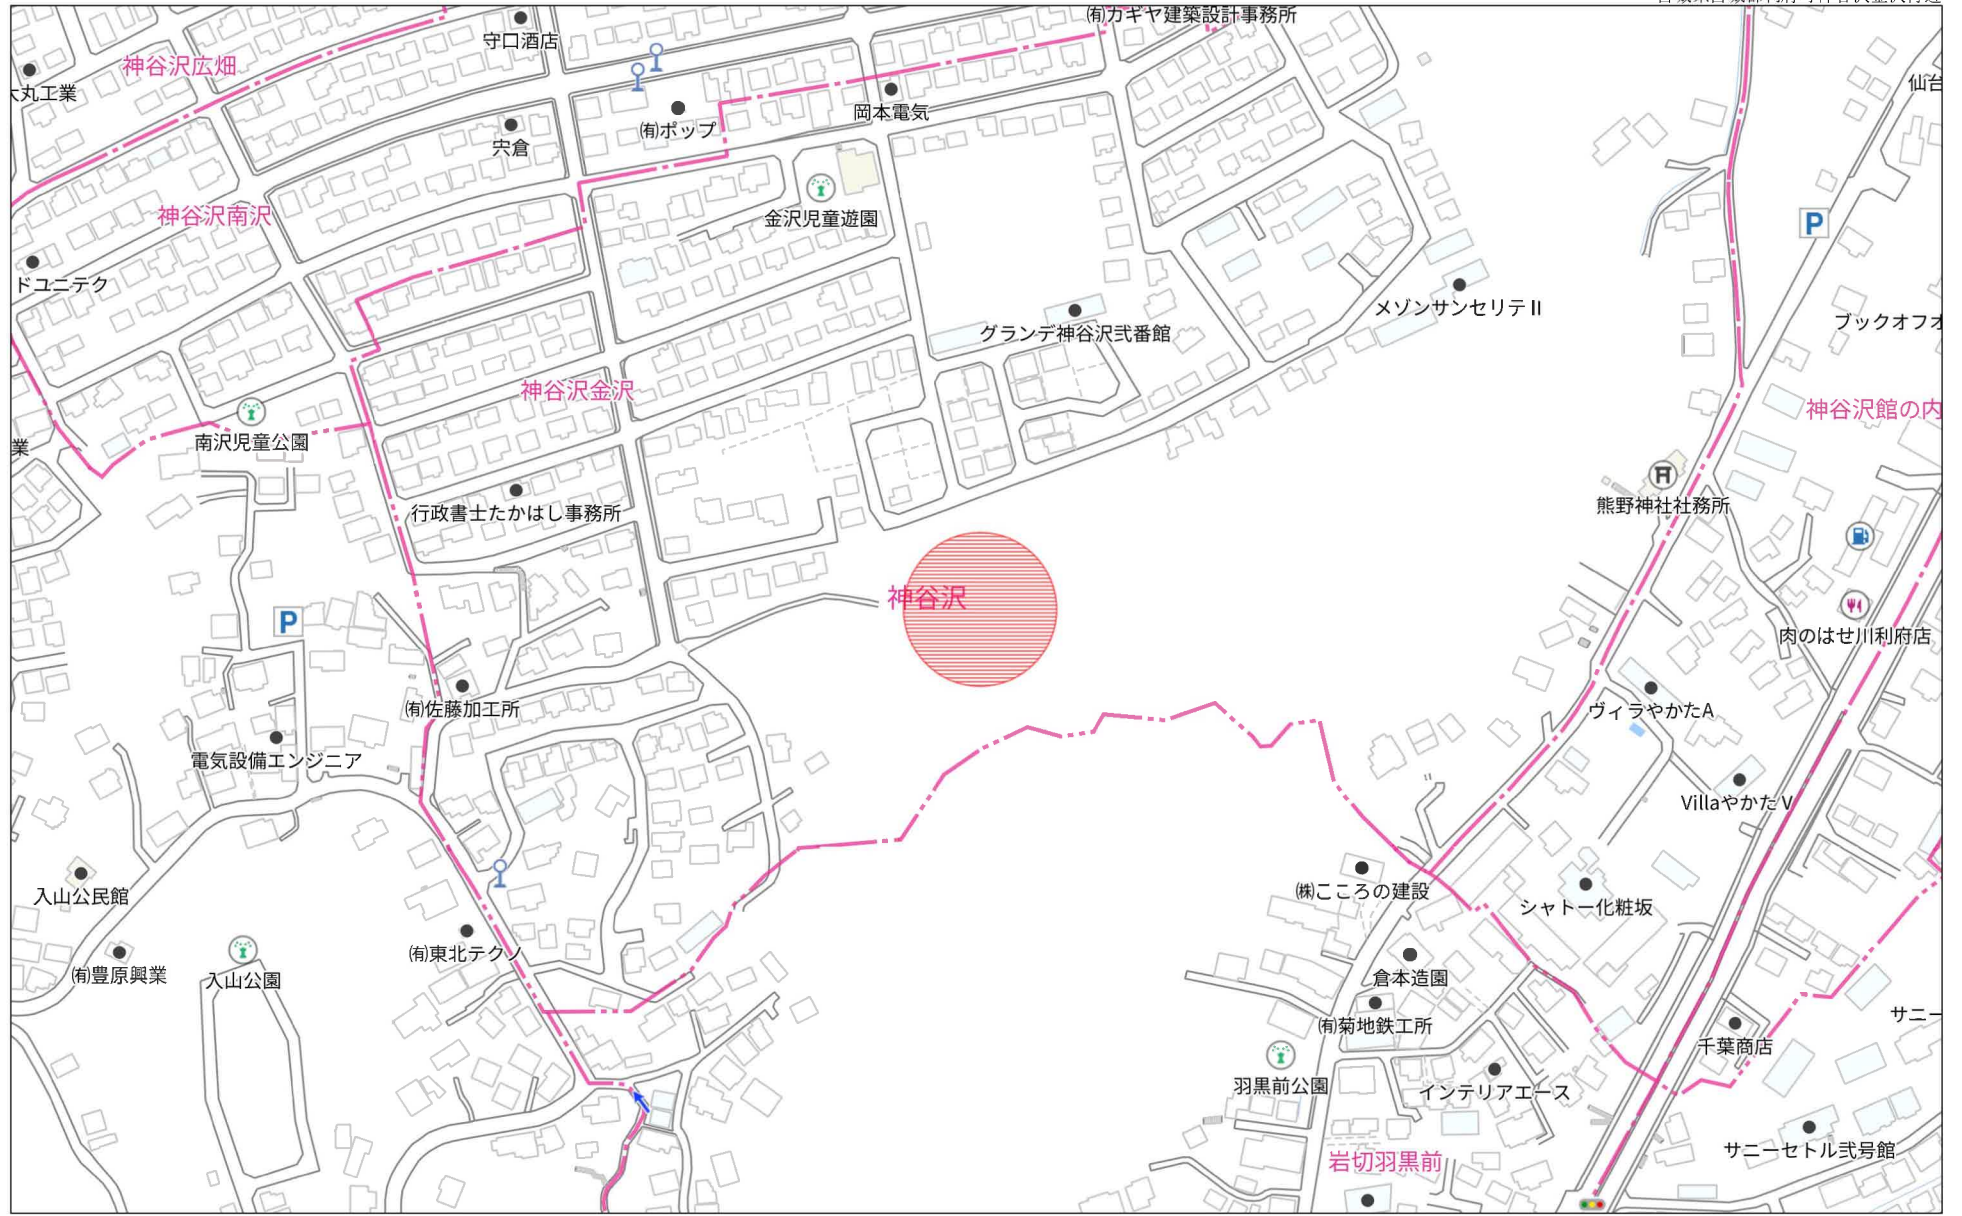 ㈲カギヤ建築設計事務所
守口酒店
神谷沢広畑
仙台
丸工業
岡本電気
㈲ポップ
宍倉
神谷沢南沢
金沢児童遊園
P
ドユニテク
メゾンサンセリテⅡ
ブックオフオ
グランデ神谷沢弐番館
神谷沢金沢
神谷沢館の内
南沢児童公園
業
熊野神社社務所
行政書士たかはし事務所
神谷沢
P
肉のはせ川利府店
㈲佐藤加工所
ヴィラやかたA
電気設備エンジニア
VillaやかたⅤ
入山公民館
㈱こころの建設
シャトー化粧坂
㈲東北テクノ
㈲豊原興業
入山公園
倉本造園
サニー
㈲菊地鉄工所
千葉商店
羽黒前公園
インテリアエース
サニーセトル弐号館
岩切羽黒前